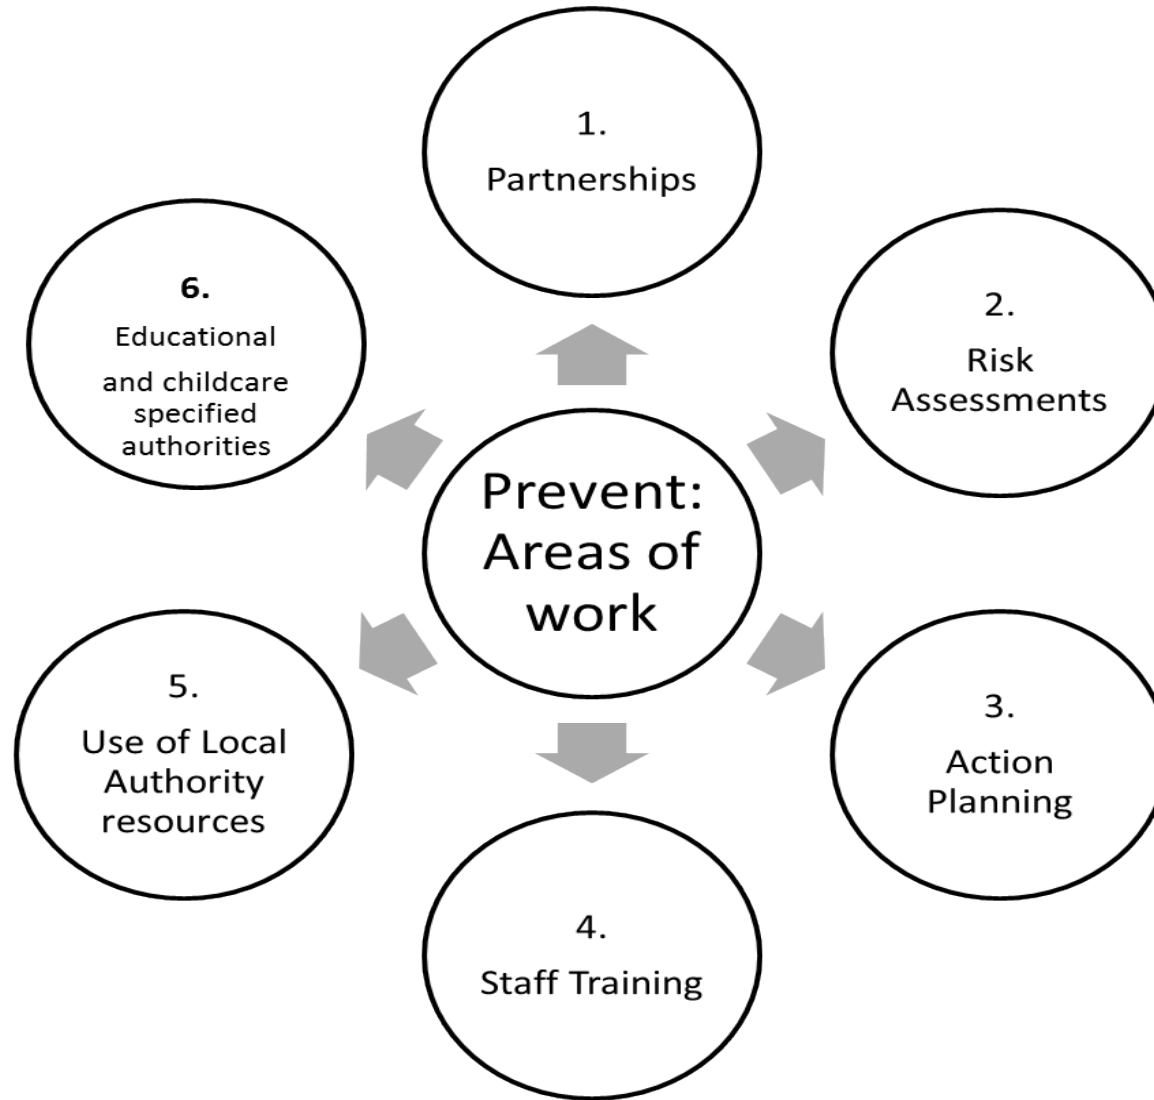 1.
Partnerships
2.
Risk
Assessments
3.
Action
Planning
4.
Staff Training
5.
Use of Local
Authority
resources
6.
Educational
and childcare
specified
authorities
Prevent:
Areas of
work